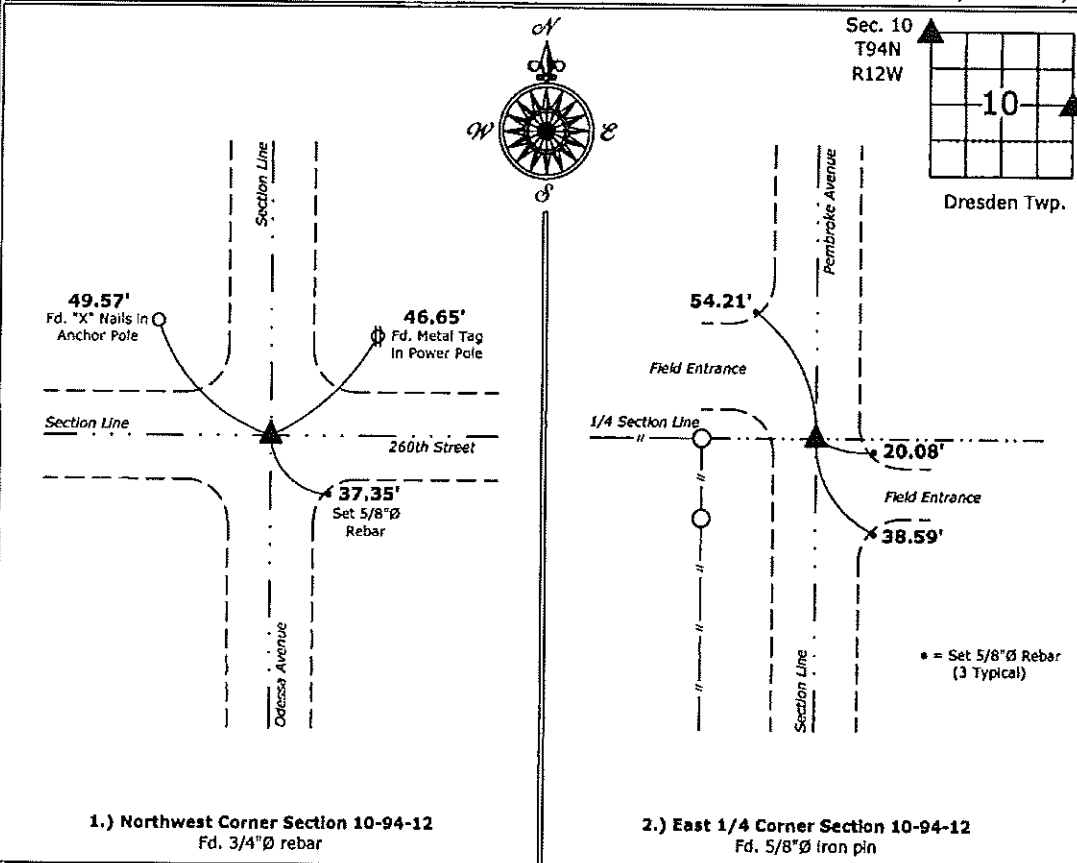 Sec. 10
T94N
R12W
10
Dresden Twp.
N
W
E
S
Section Line
49.57'
Fd. "X" Nails in
Anchor Pole
46.65'
Fd. Metal Tag
in Power Pole
Section Line
260th Street
37.35'
Set 5/8"Ø
Rebar
Odessa Avenue
1.) Northwest Corner Section 10-94-12
Fd. 3/4"Ø rebar
Pembroke Avenue
54.21'
Field Entrance
1/4 Section Line
20.08'
Field Entrance
38.59'
Section Line
• = Set 5/8"Ø Rebar
(3 Typical)
2.) East 1/4 Corner Section 10-94-12
Fd. 5/8"Ø iron pin